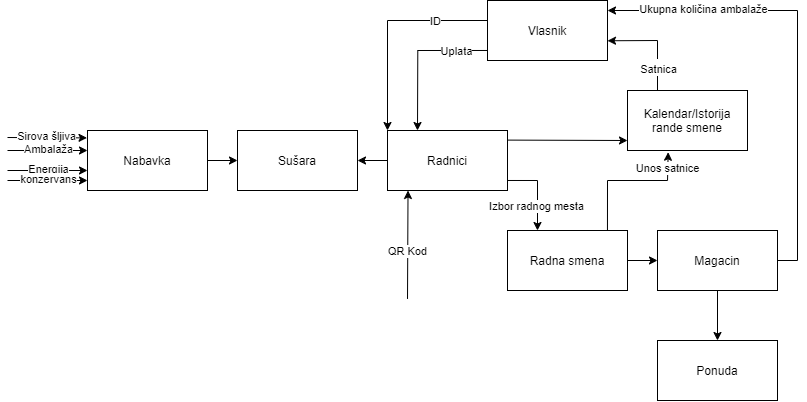 Ukupna količina ambalaže
ID
Vlasnik
Uplata
Satnica
Kalendar/Istorija
rande smene
Sirova šljiva
Ambalaža
Energija
konzervans
Nabavka
Sušara
Radnici
Unos satnice
Izbor radnog mesta
QR Kod
Radna smena
Magacin
Ponuda